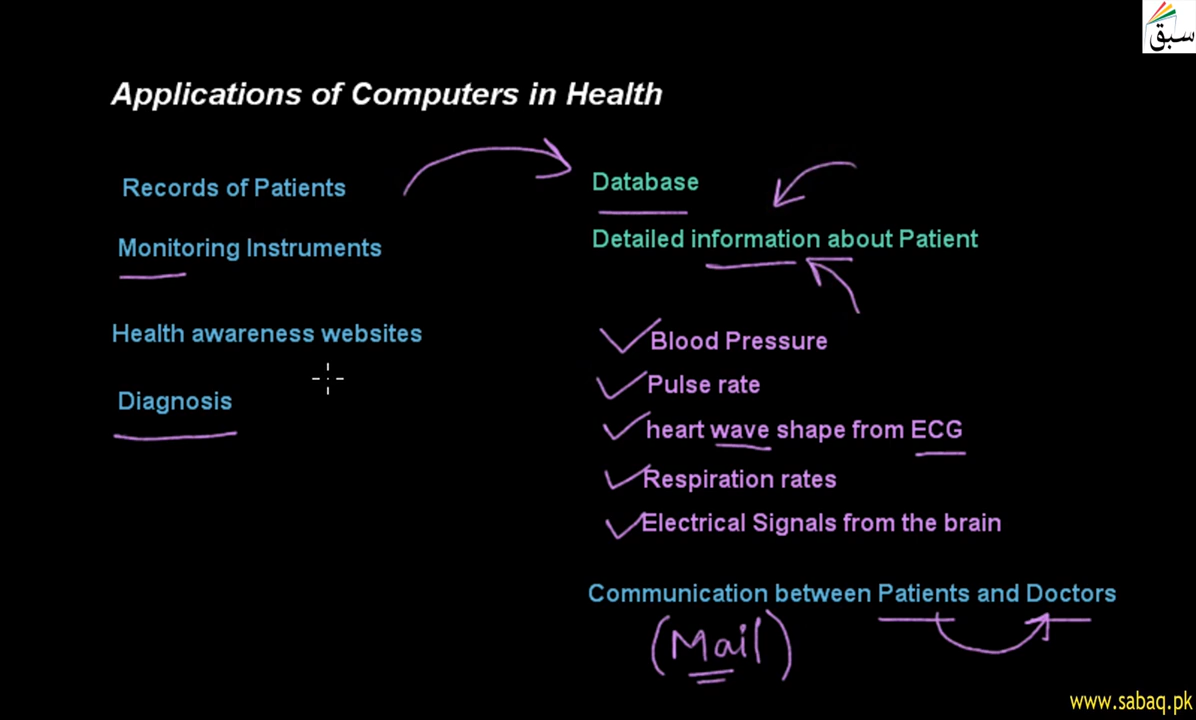 سبق
Applications of Computers in Health
Records of Patients
Monitoring Instruments
Health awareness websites
Diagnosis
Database
Detailed information about Patient
Blood Pressure
Pulse rate
heart wave shape from ECG
Respiration rates
Electrical Signals from the brain
Communication between Patients and Doctors
(Mail)
www.sabaq.pk